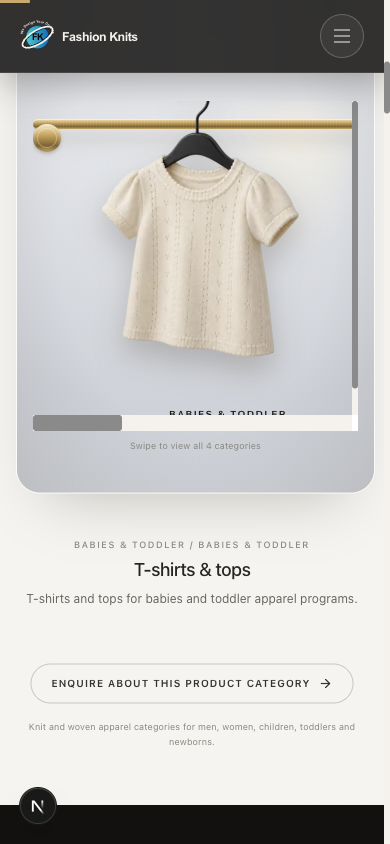 FK
Fashion Knits
BABIES & TODDLER
Swipe to view all 4 categories
BABIES & TODDLER / BABIES & TODDLER
T-shirts & tops
T-shirts and tops for babies and toddler apparel programs.
ENQUIRE ABOUT THIS PRODUCT CATEGORY →
Knit and woven apparel categories for men, women, children, toddlers and
newborns.
N